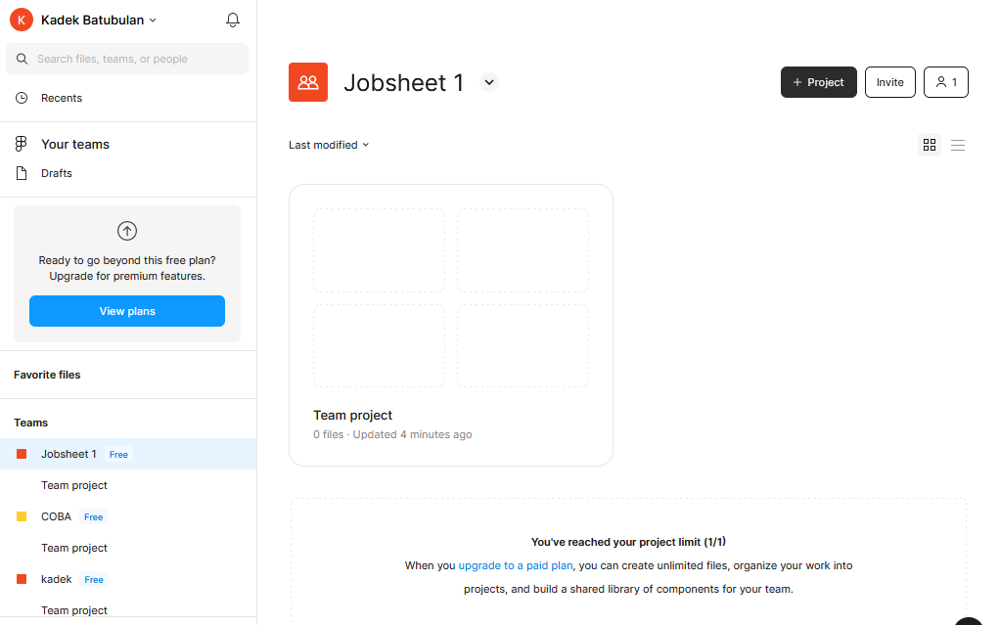 K Kadek Batubulan
Search files, teams, or people
Recents
Your teams
Drafts
Ready to go beyond this free plan?
Upgrade for premium features.
View plans
Favorite files
Teams
Jobsheet 1 Free
Team project
COBA Free
Team project
kadek Free
Team project
Jobsheet 1
+ Project
Invite
1
Last modified
Team project
0 files · Updated 4 minutes ago
You've reached your project limit (1/1)
When you upgrade to a paid plan, you can create unlimited files, organize your work into
projects, and build a shared library of components for your team.